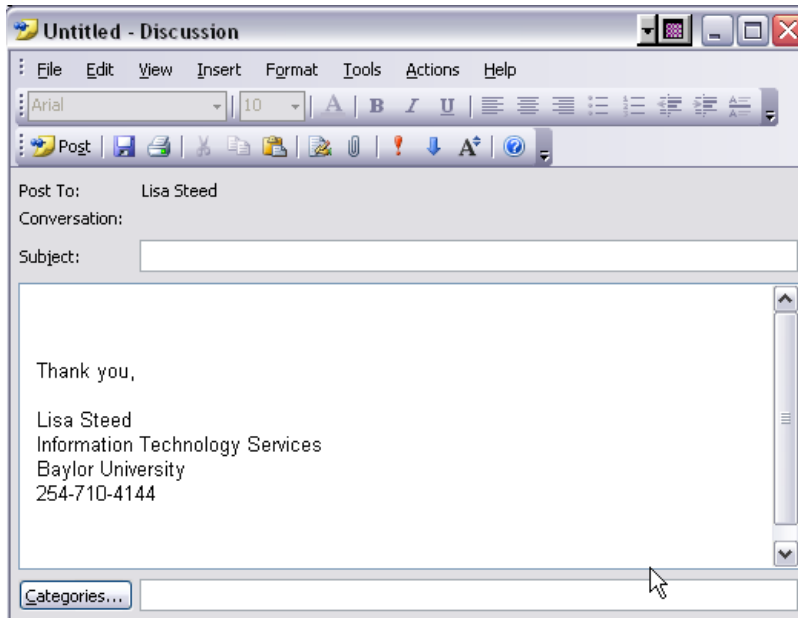 Untitled - Discussion
File Edit View Insert Format Tools Actions Help
Arial 10 A B I U
Post A
Post To: Lisa Steed
Conversation:
Subject:
Thank you,
Lisa Steed
Information Technology Services
Baylor University
254-710-4144
Categories...